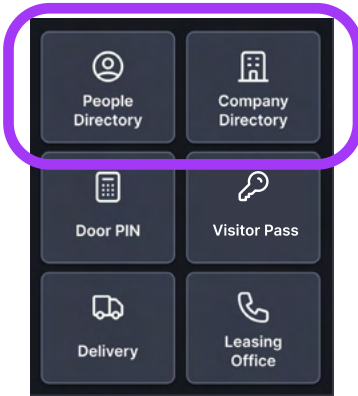 People
Directory
Company
Directory
Door PIN
Visitor Pass
Delivery
Leasing
Office